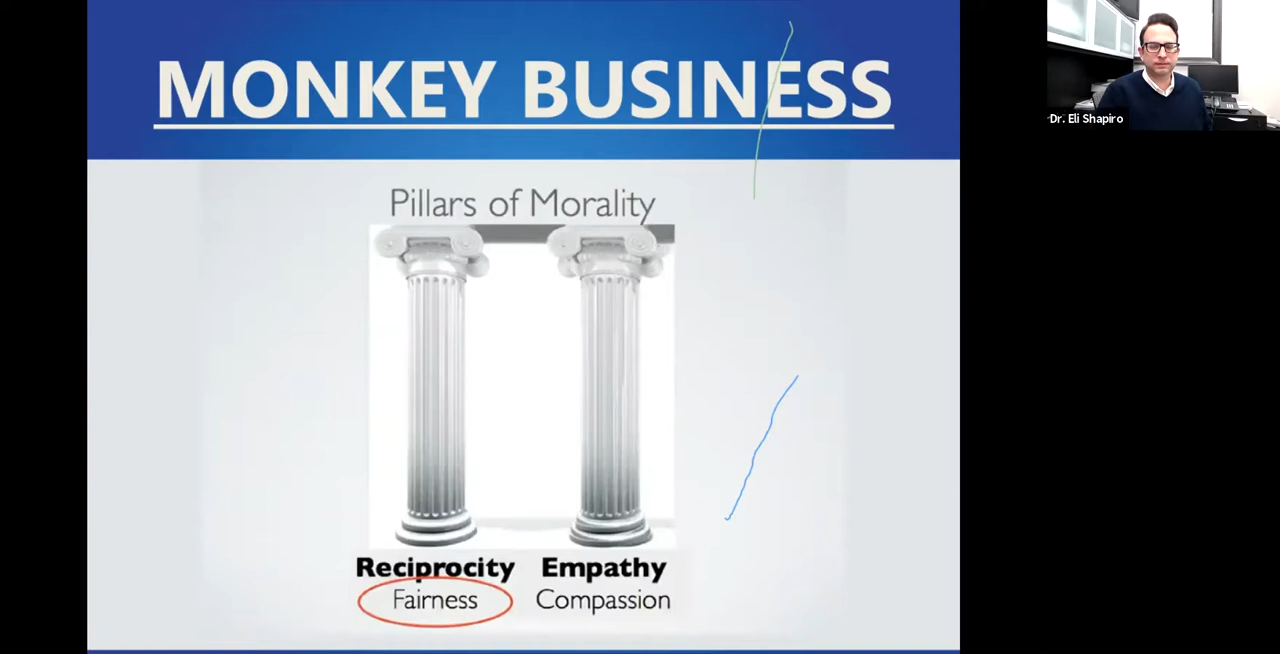 MONKEY BUSINESS
Pillars of Morality
Reciprocity Empathy
Fairness Compassion
Dr. Eli Shapiro